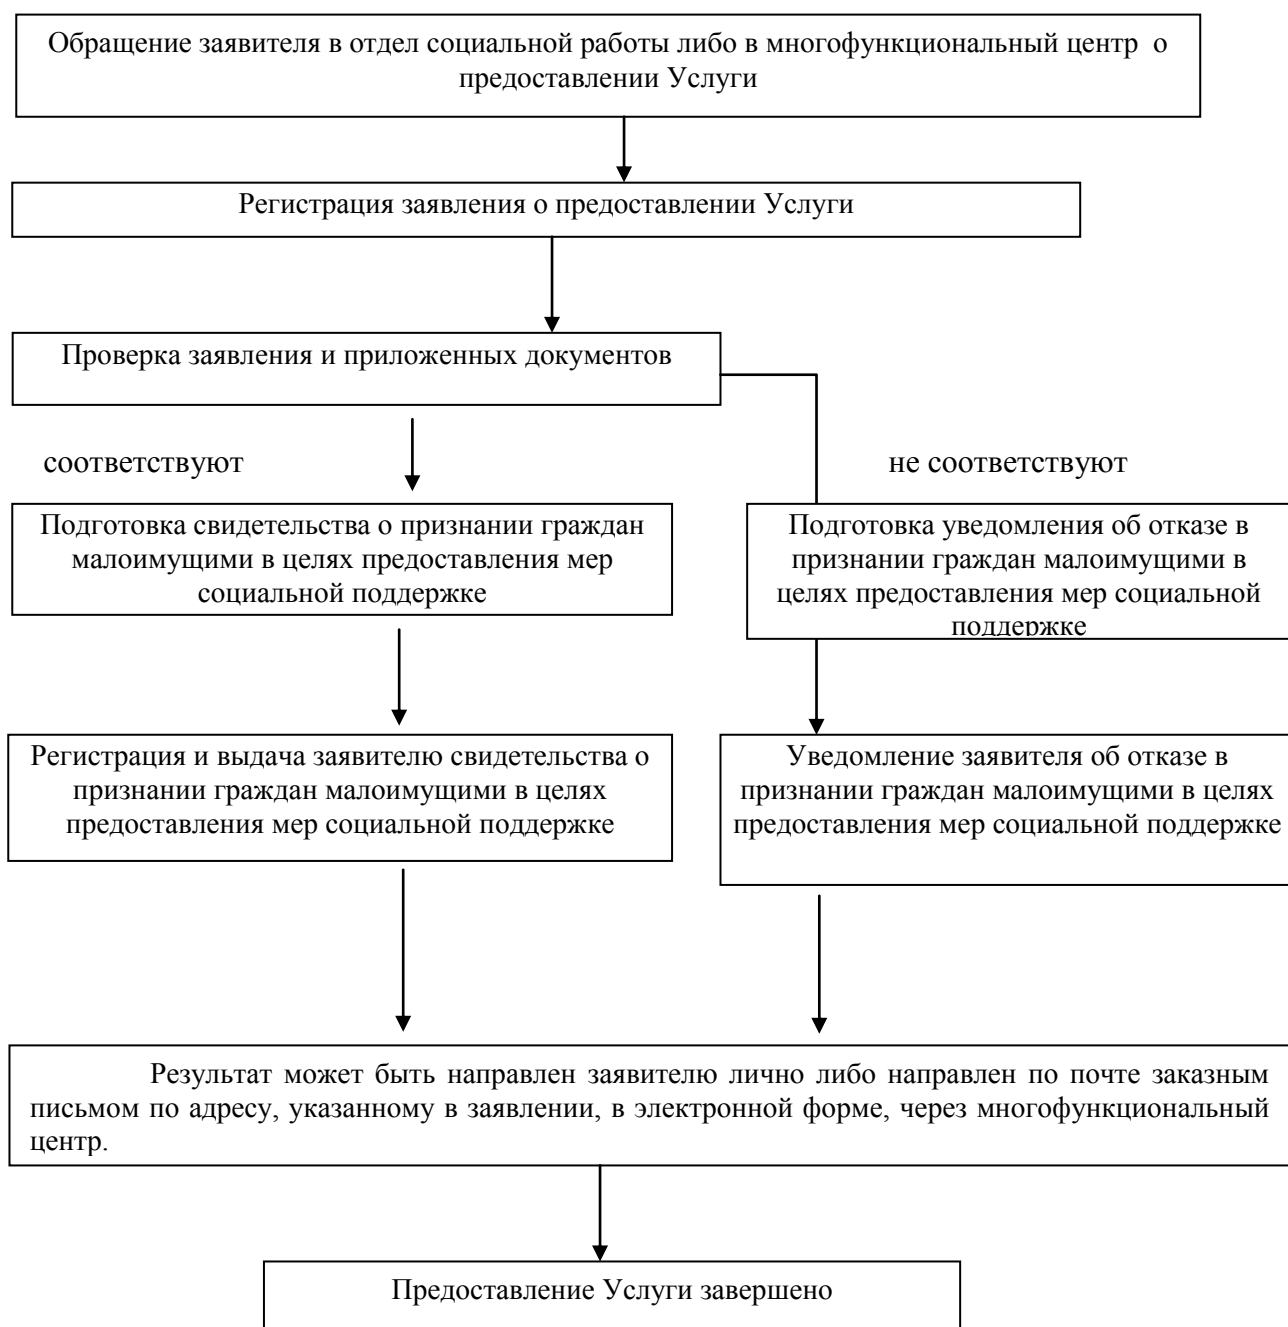 Обращение заявителя в отдел социальной работы либо в многофункциональный центр о
предоставлении Услуги
Регистрация заявления о предоставлении Услуги
Проверка заявления и приложенных документов
соответствуют
не соответствуют
Подготовка свидетельства о признании граждан
малоимущими в целях предоставления мер
социальной поддержке
Подготовка уведомления об отказе в
признании граждан малоимущими в
целях предоставления мер социальной
поддержке
Регистрация и выдача заявителю свидетельства о
признании граждан малоимущими в целях
предоставления мер социальной поддержке
Уведомление заявителя об отказе в
признании граждан малоимущими в целях
предоставления мер социальной поддержке
Результат может быть направлен заявителю лично либо направлен по почте заказным
письмом по адресу, указанному в заявлении, в электронной форме, через многофункциональный
центр.
Предоставление Услуги завершено